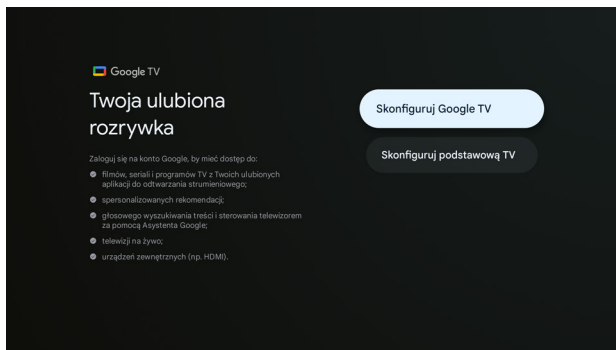 Google TV
Twoja ulubiona
rozrywka
Zaloguj się na konto Google, by mieć dostęp do:
filmów, seriali i programów TV z Twoich ulubionych
aplikacji do odtwarzania strumieniowego;
spersonalizowanych rekomendacji;
głosowego wyszukiwania treści i sterowania telewizorem
za pomocą Asystenta Google;
telewizji na żywo;
urządzeń zewnętrznych (np. HDMI).
Skonfiguruj Google TV
Skonfiguruj podstawową TV